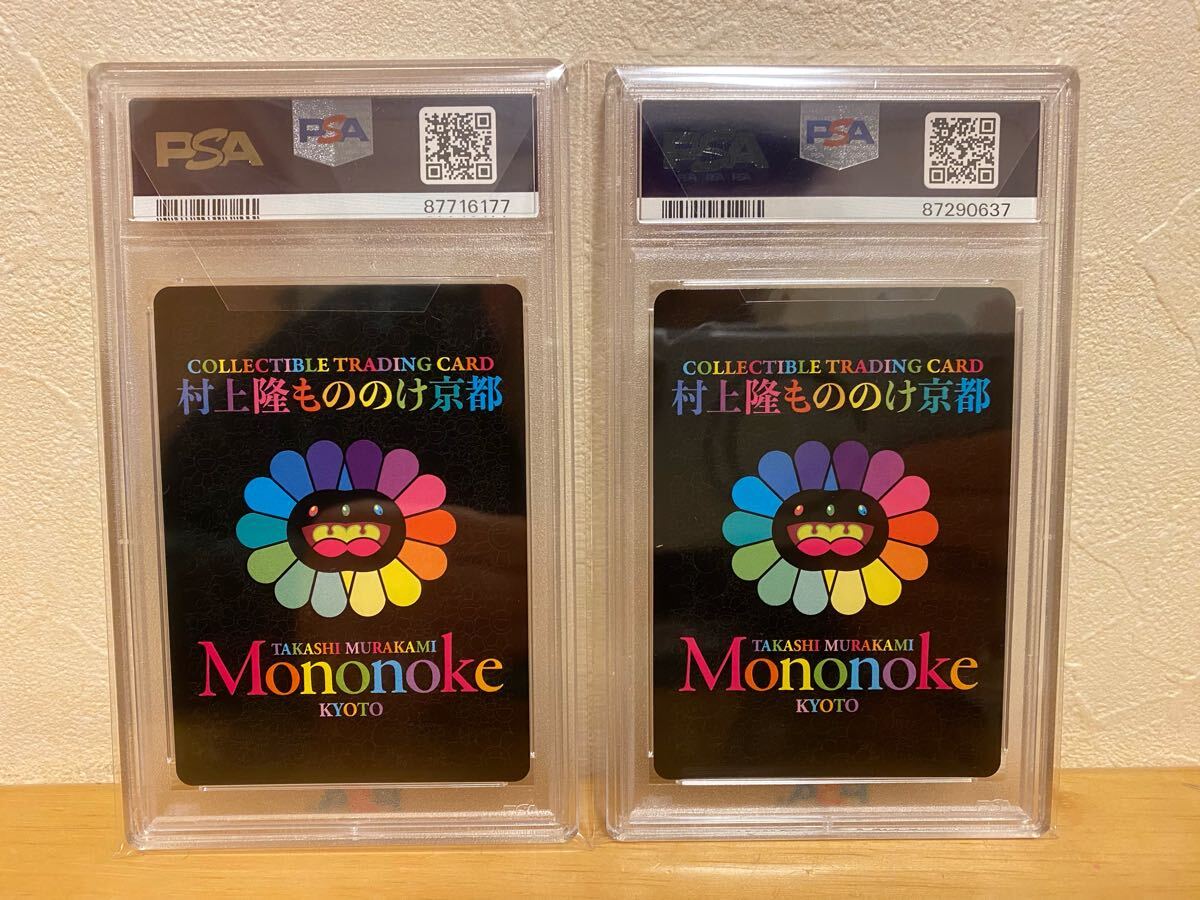 PSA
PSA
87716177
COLLECTIBLE TRADING CARD
村上隆もののけ京都
TAKASHI MURAKAMI
Mononoke
KYOTO
PSA
PSA
87290637
COLLECTIBLE TRADING CARD
村上隆もののけ京都
TAKASHI MURAKAMI
Mononoke
KYOTO